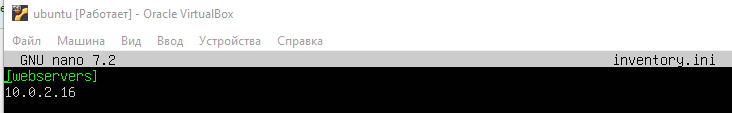 ubuntu [Работает] - Oracle VirtualBox
Файл Машина Вид Ввод Устройства Справка
GNU nano 7.2 inventory.ini
[webservers]
10.0.2.16